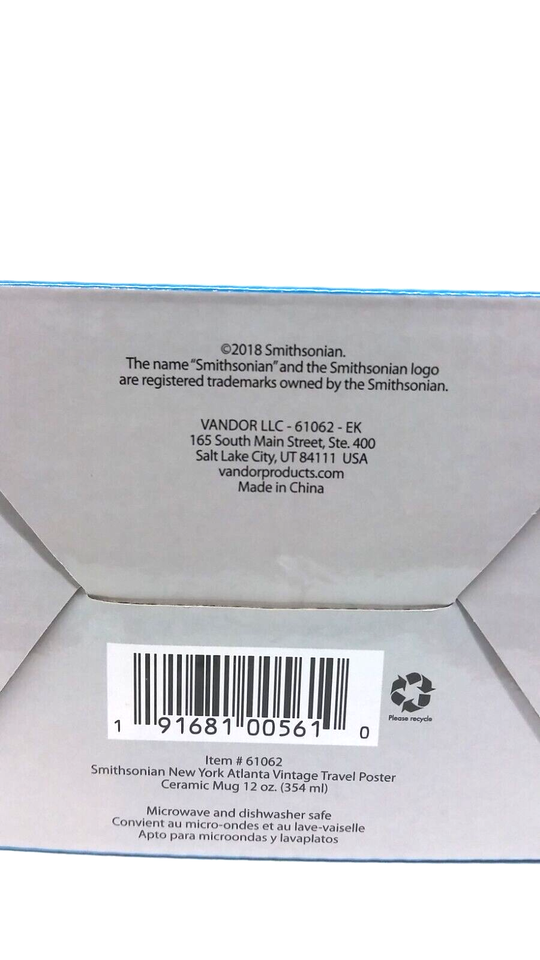 ©2018 Smithsonian.
The name "Smithsonian" and the Smithsonian logo
are registered trademarks owned by the Smithsonian.
VANDOR LLC - 61062 - EK
165 South Main Street, Ste. 400
Salt Lake City, UT 84111 USA
vandorproducts.com
Made in China
1 91681 00561 0
Please recycle
Item # 61062
Smithsonian New York Atlanta Vintage Travel Poster
Ceramic Mug 12 oz. (354 ml)
Microwave and dishwasher safe
Convient au micro-ondes et au lave-vaiselle
Apto para microondas y lavaplatos